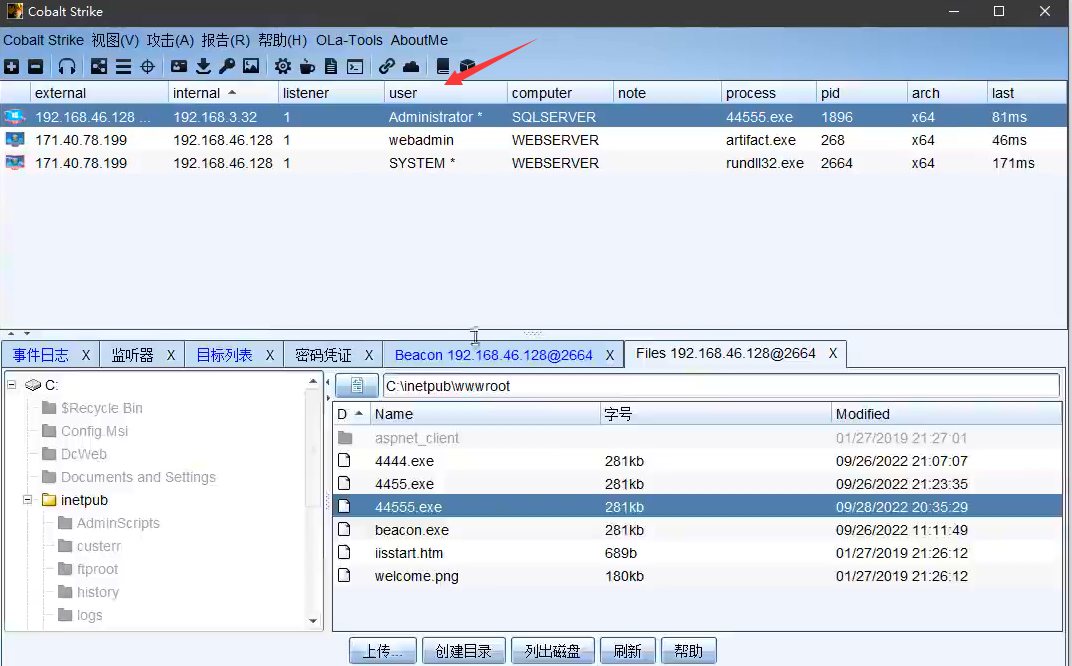 Cobalt Strike
Cobalt Strike 视图(V) 攻击(A) 报告(R) 帮助(H) OLa-Tools AboutMe
external internal listener user computer note process pid arch last
192.168.46.128 ... 192.168.3.32 1 Administrator * SQLSERVER 44555.exe 1896 x64 81ms
171.40.78.199 192.168.46.128 1 webadmin WEBSERVER artifact.exe 268 x64 46ms
171.40.78.199 192.168.46.128 1 SYSTEM * WEBSERVER rundll32.exe 2664 x64 171ms
事件日志 X 监听器 X 目标列表 X 密码凭证 X Beacon 192.168.46.128@2664 X Files 192.168.46.128@2664 X
C:
$Recycle Bin
Config Msi
DcWeb
Documents and Settings
inetpub
AdminScripts
custerr
ftproot
history
logs
C:\inetpub\wwwroot
D Name 字号 Modified
aspnet_client 01/27/2019 21:27:01
4444.exe 281kb 09/26/2022 21:07:07
4455.exe 281kb 09/26/2022 21:23:35
44555.exe 281kb 09/28/2022 20:35:29
beacon.exe 281kb 09/26/2022 11:11:49
iisstart.htm 689b 01/27/2019 21:26:12
welcome.png 180kb 01/27/2019 21:26:12
上传... 创建目录 列出磁盘 刷新 帮助